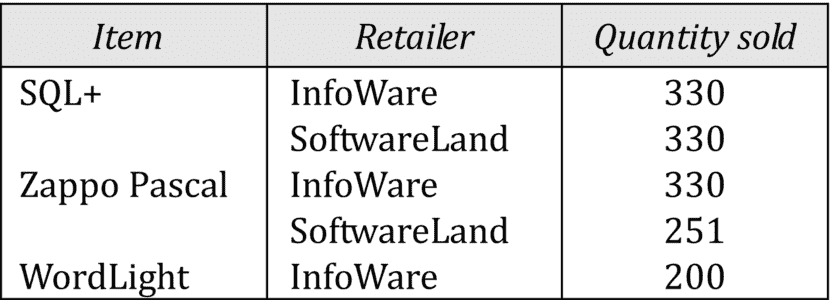 Item Retailer Quantity sold
SQL+ InfoWare 330
SoftwareLand 330
Zappo Pascal InfoWare 330
SoftwareLand 251
WordLight InfoWare 200